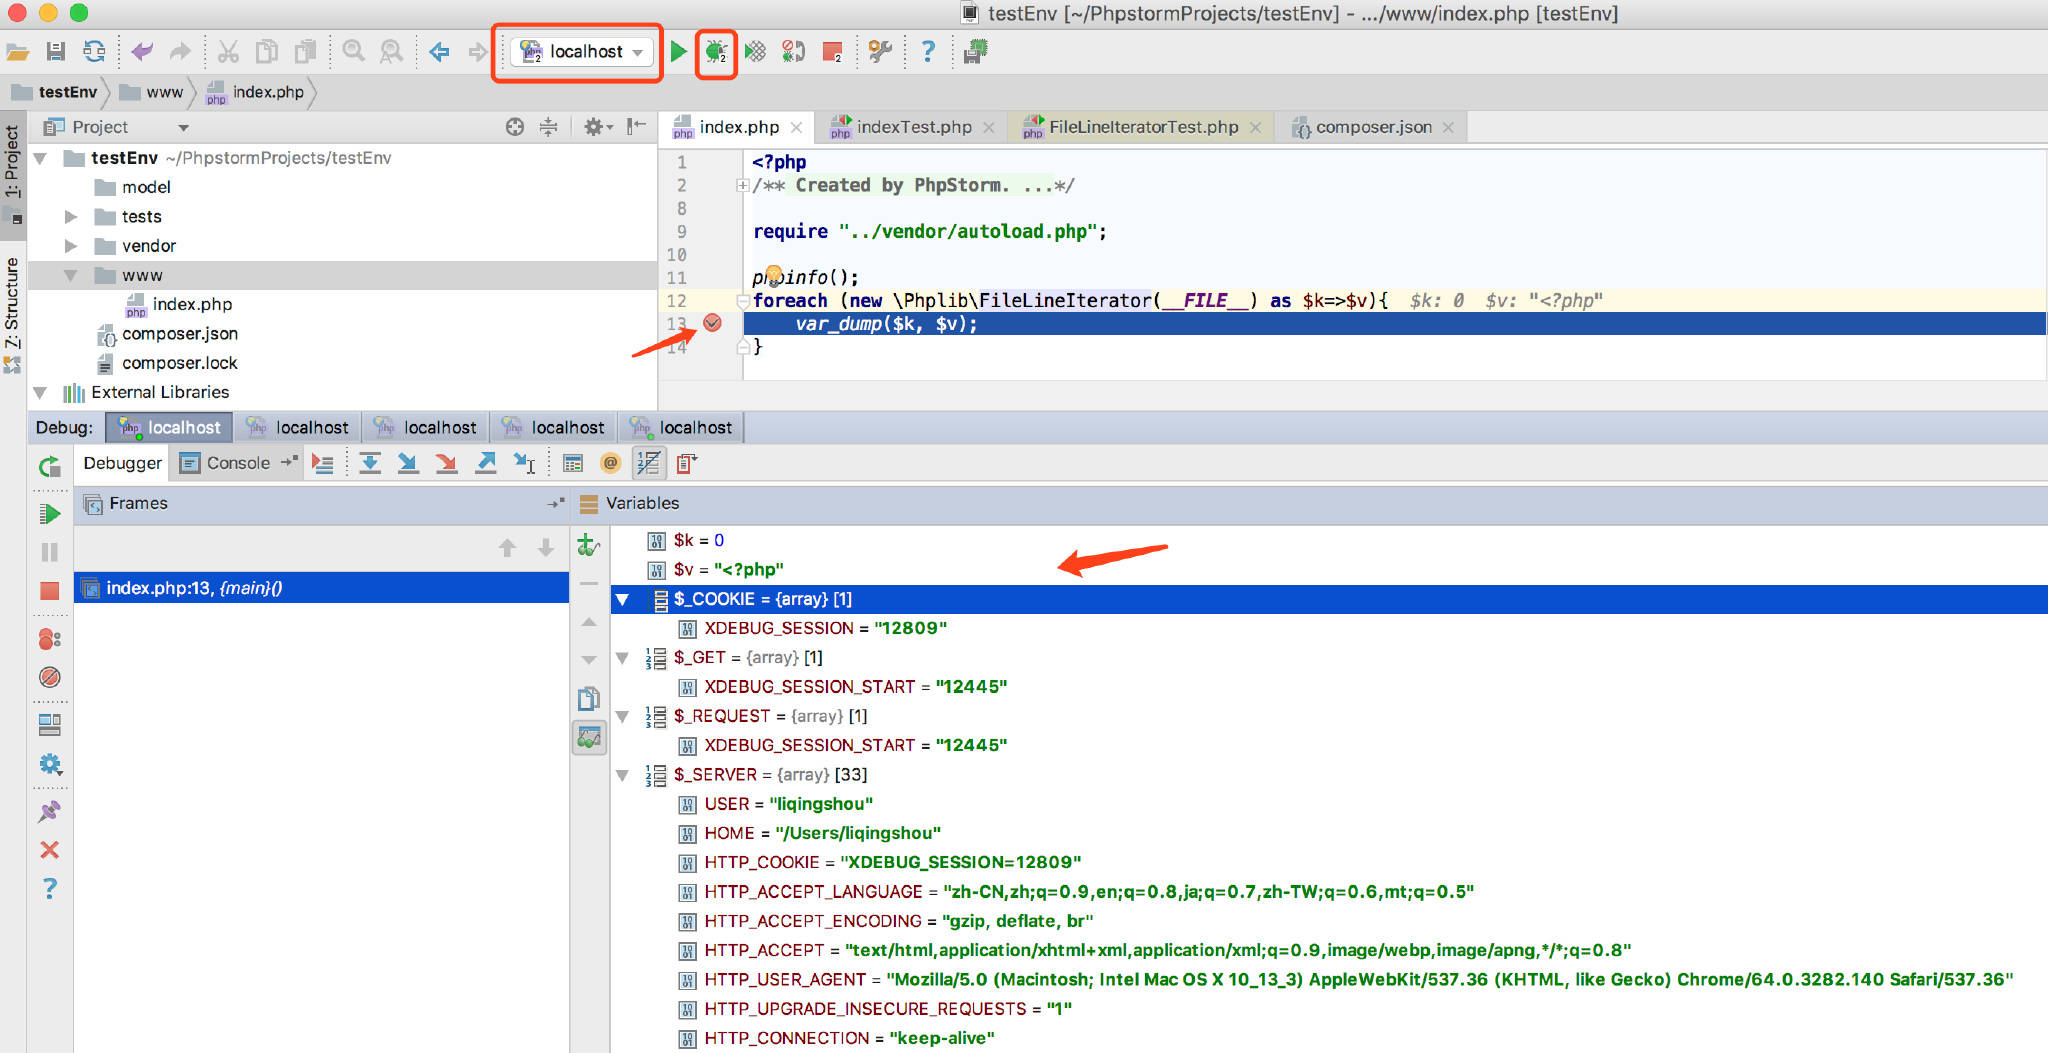 testEnv [~/PhpstormProjects/testEnv] - .../www/index.php [testEnv]
localhost
testEnv www index.php
1: Project
7: Structure
Project
testEnv ~/PhpstormProjects/testEnv
model
tests
vendor
www
index.php
composer.json
composer.lock
External Libraries
index.php indexTest.php FileLineIteratorTest.php composer.json
1 <?php
2 /** Created by PhpStorm. ...*/
8
9 require "../vendor/autoload.php";
10
11 phpinfo();
12 foreach (new \Phplib\FileLineIterator(__FILE__) as $k=>$v){ $k: 0 $v: "<?php"
13 var_dump($k, $v);
14 }
Debug: localhost localhost localhost localhost localhost
Debugger Console
Frames
index.php:13, {main}()
Variables
$k = 0
$v = "<?php"
$_COOKIE = {array} [1]
XDEBUG_SESSION = "12809"
$_GET = {array} [1]
XDEBUG_SESSION_START = "12445"
$_REQUEST = {array} [1]
XDEBUG_SESSION_START = "12445"
$_SERVER = {array} [33]
USER = "liqingshou"
HOME = "/Users/liqingshou"
HTTP_COOKIE = "XDEBUG_SESSION=12809"
HTTP_ACCEPT_LANGUAGE = "zh-CN,zh;q=0.9,en;q=0.8,ja;q=0.7,zh-TW;q=0.6,mt;q=0.5"
HTTP_ACCEPT_ENCODING = "gzip, deflate, br"
HTTP_ACCEPT = "text/html,application/xhtml+xml,application/xml;q=0.9,image/webp,image/apng,*/*;q=0.8"
HTTP_USER_AGENT = "Mozilla/5.0 (Macintosh; Intel Mac OS X 10_13_3) AppleWebKit/537.36 (KHTML, like Gecko) Chrome/64.0.3282.140 Safari/537.36"
HTTP_UPGRADE_INSECURE_REQUESTS = "1"
HTTP_CONNECTION = "keep-alive"